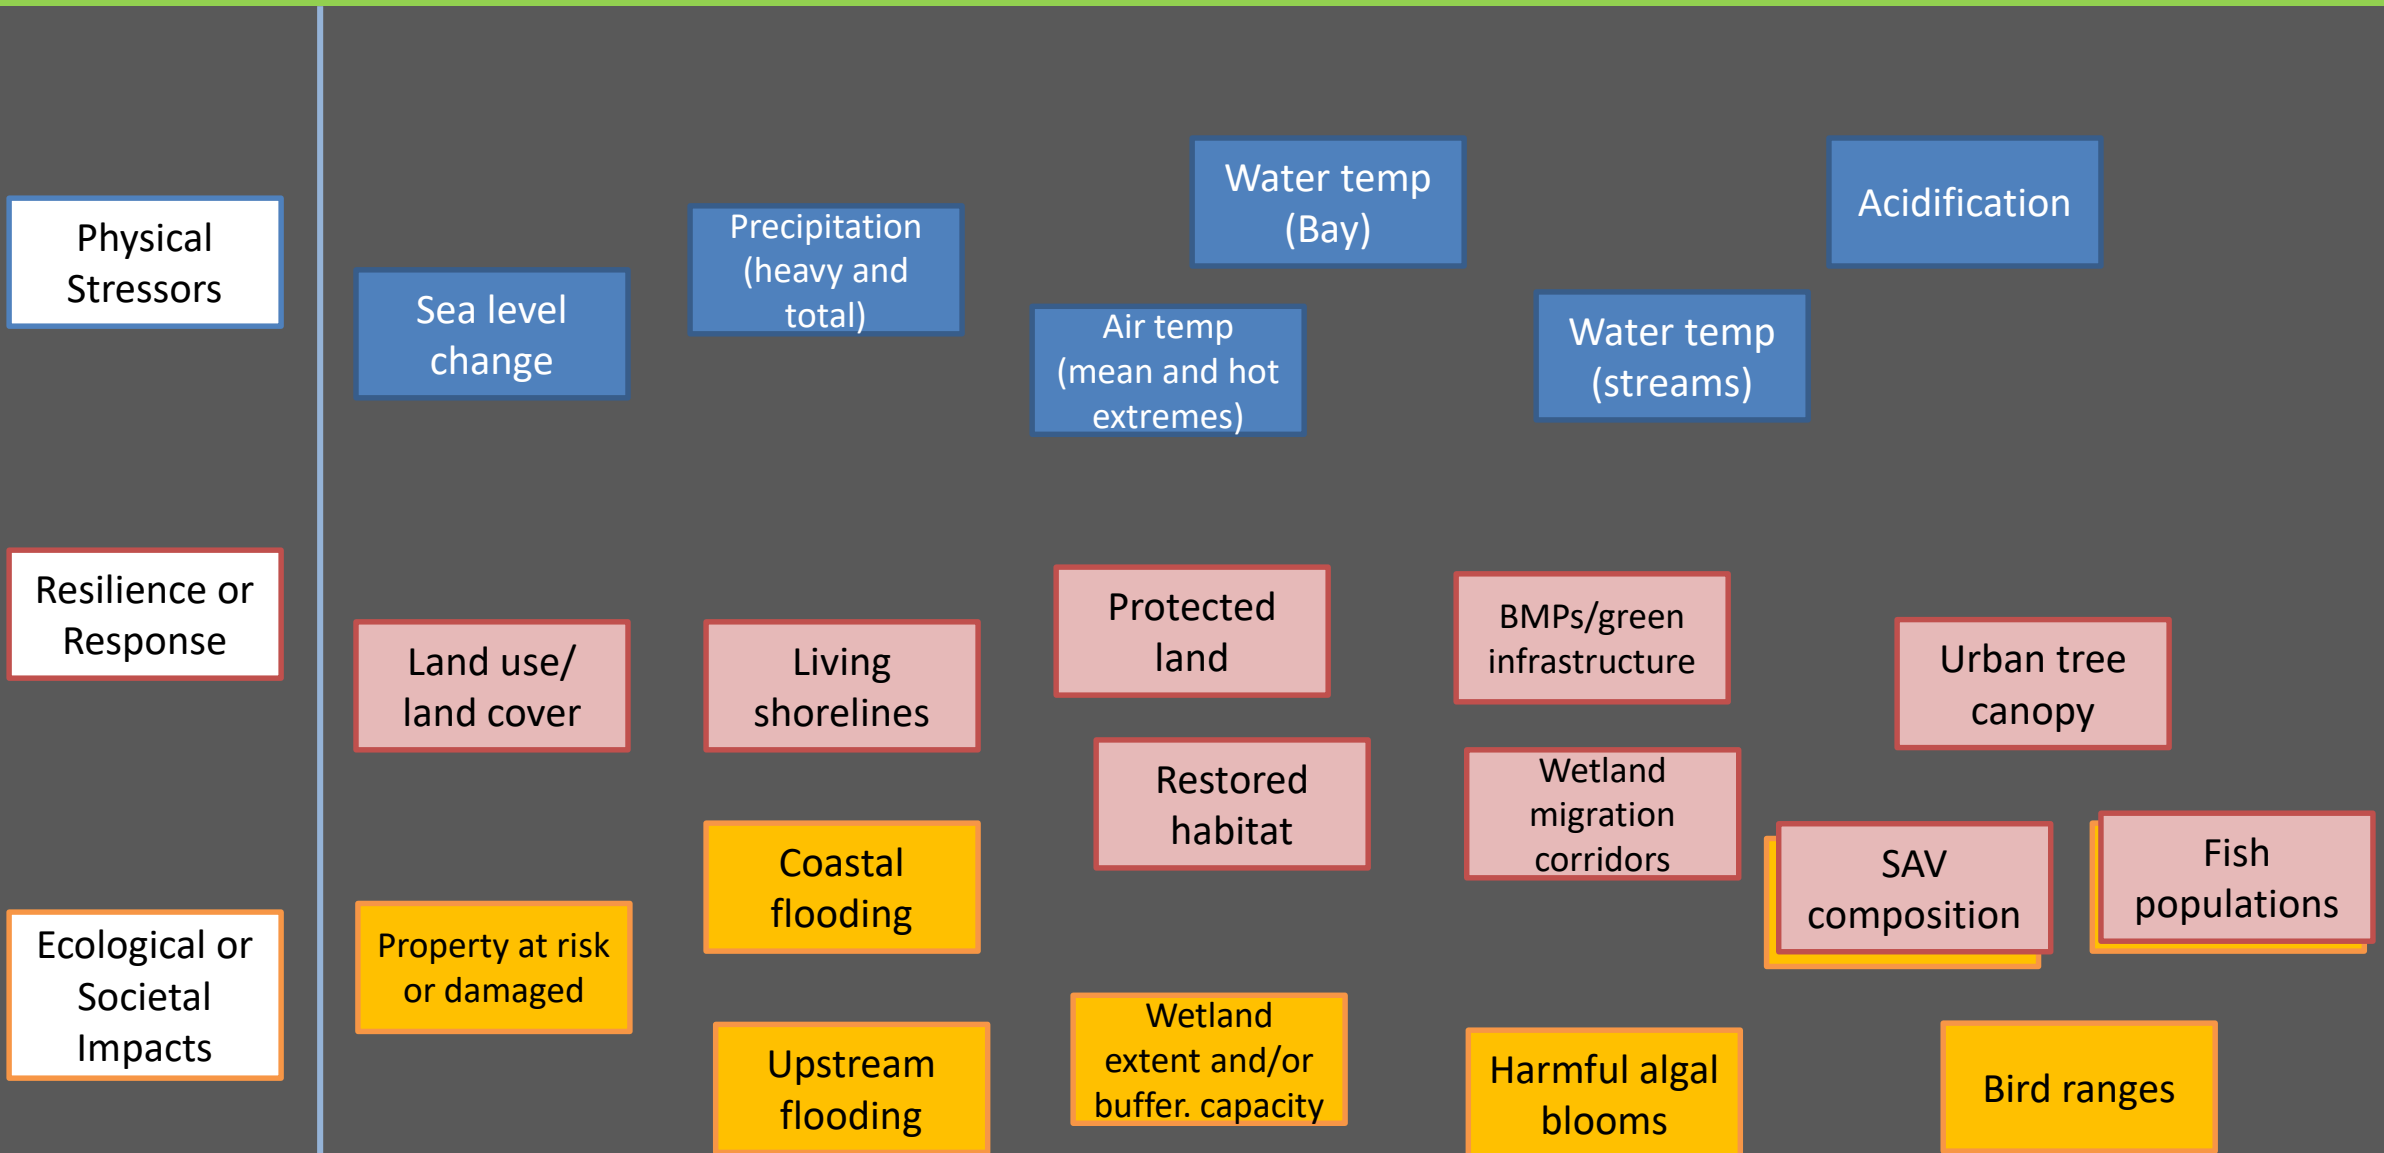 Physical
Stressors
Sea level
change
Precipitation
(heavy and
total)
Water temp
(Bay)
Air temp
(mean and hot
extremes)
Water temp
(streams)
Acidification
Resilience or
Response
Land use/
land cover
Living
shorelines
Protected
land
Restored
habitat
BMPs/green
infrastructure
Wetland
migration
corridors
Urban tree
canopy
SAV
composition
Fish
populations
Ecological or
Societal
Impacts
Property at risk
or damaged
Coastal
flooding
Upstream
flooding
Wetland
extent and/or
buffer. capacity
Harmful algal
blooms
Bird ranges